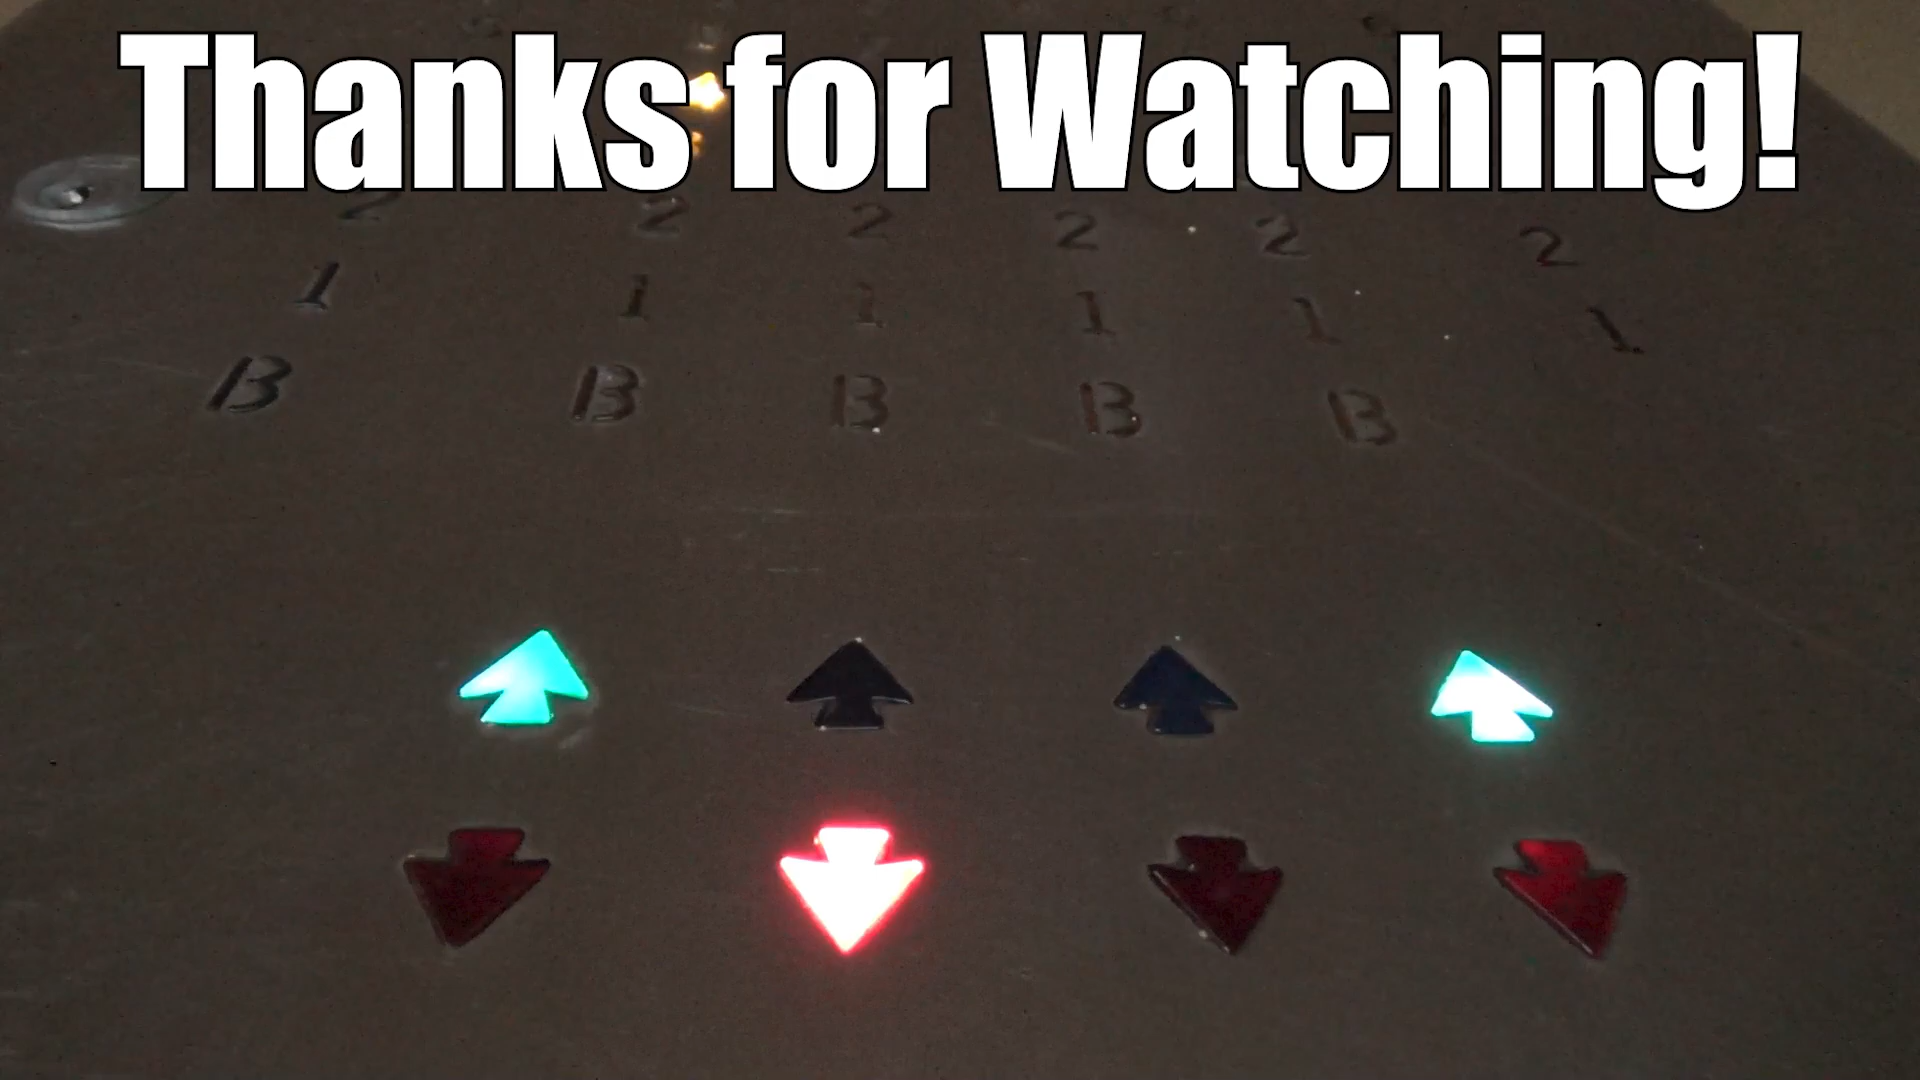 Thanks for Watching!
2 2 2 2 2 2
1 1 1 1 1 1
B B B B B